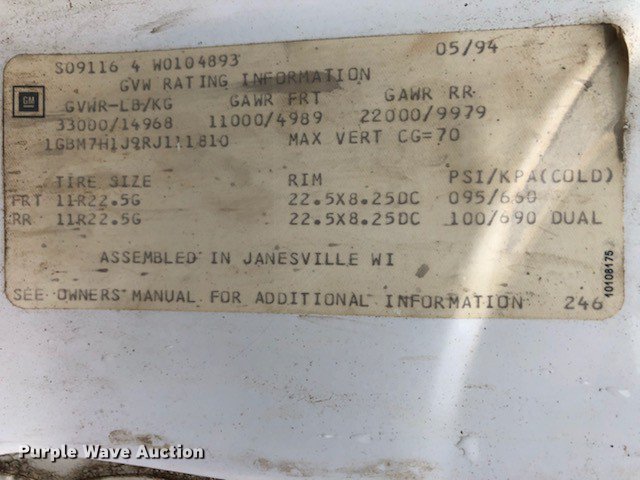 05/94
S09116 4 W0104893
GVW RATING INFORMATION
GM
GVWR-LB/KG GAWR FRT GAWR RR
33000/14968 11000/4989 22000/9979
1GBM7H1J9RJ111810 MAX VERT CG=70
TIRE SIZE RIM PSI/KPA(COLD)
FRT 11R22.5G 22.5X8.25DC 095/660
RR 11R22.5G 22.5X8.25DC 100/690 DUAL
ASSEMBLED IN JANESVILLE WI
SEE OWNERS MANUAL FOR ADDITIONAL INFORMATION 246
10108175
Purple Wave Auction